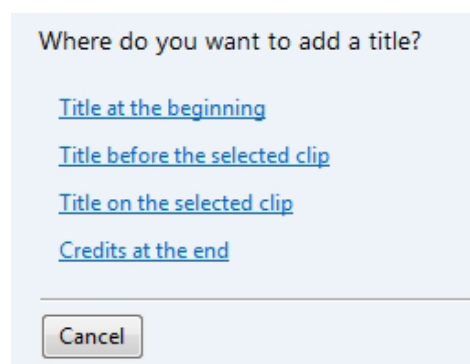 Where do you want to add a title?
Title at the beginning
Title before the selected clip
Title on the selected clip
Credits at the end
Cancel